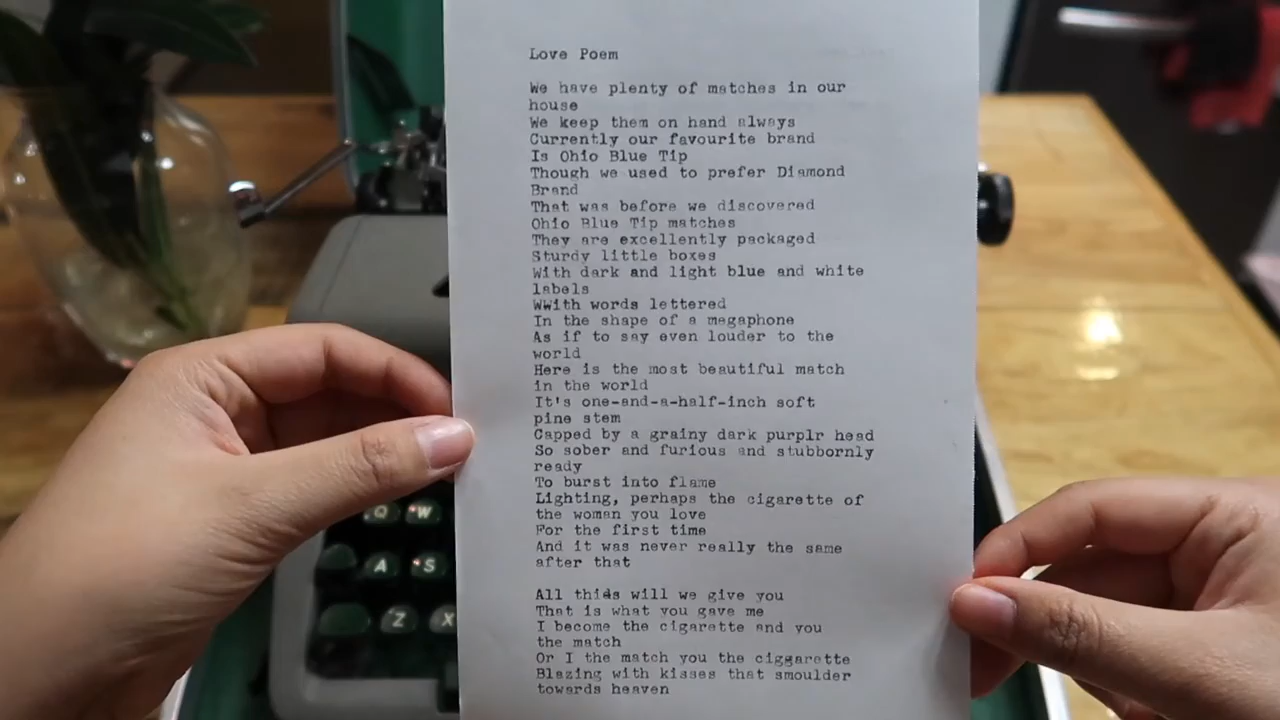 Love Poem
We have plenty of matches in our
house
We keep them on hand always
Currently our favourite brand
Is Ohio Blue Tip
Though we used to prefer Diamond
Brand
That was before we discovered
Ohio Blue Tip matches
They are excellently packaged
Sturdy little boxes
With dark and light blue and white
labels
WWith words lettered
In the shape of a megaphone
As if to say even louder to the
world
Here is the most beautiful match
in the world
It's one-and-a-half-inch soft
pine stem
Capped by a grainy dark purplr head
So sober and furious and stubbornly
ready
To burst into flame
Lighting, perhaps the cigarette of
the woman you love
For the first time
And it was never really the same
after that
All thids will we give you
That is what you gave me
I become the cigarette and you
the match
Or I the match you the ciggarette
Blazing with kisses that smoulder
towards heaven
Q W
A S
Z X